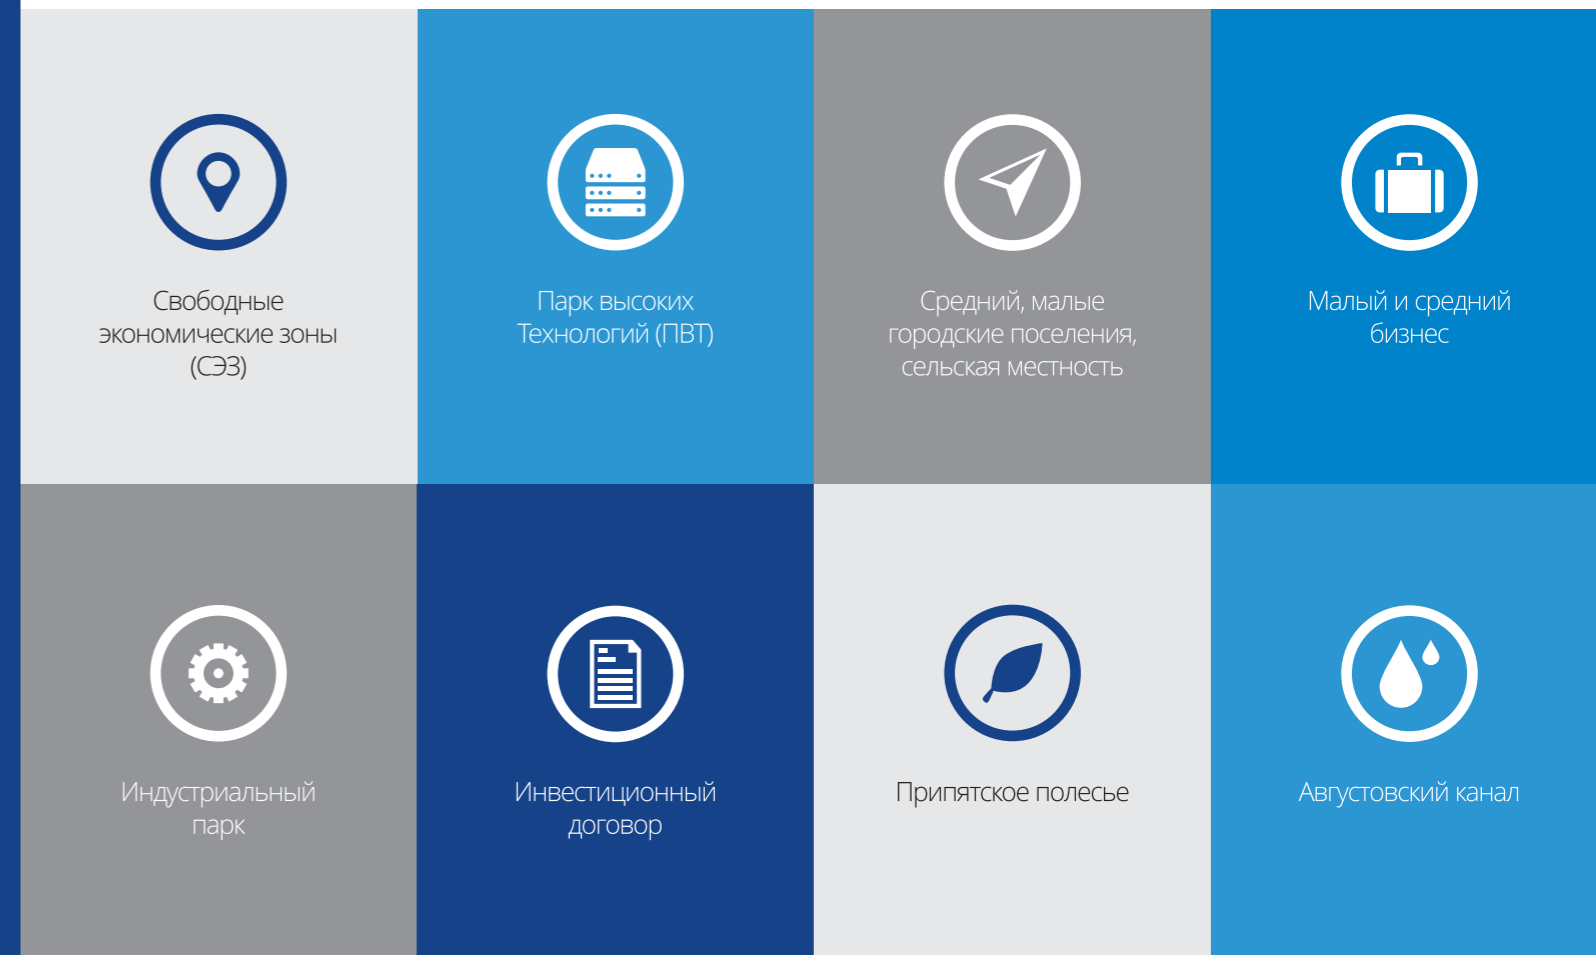 Свободные
экономические зоны
(СЭЗ)
Парк высоких
Технологий (ПВТ)
Средний, малые
городские поселения,
сельская местность
Малый и средний
бизнес
Индустриальный
парк
Инвестиционный
договор
Припятское полесье
Августовский канал